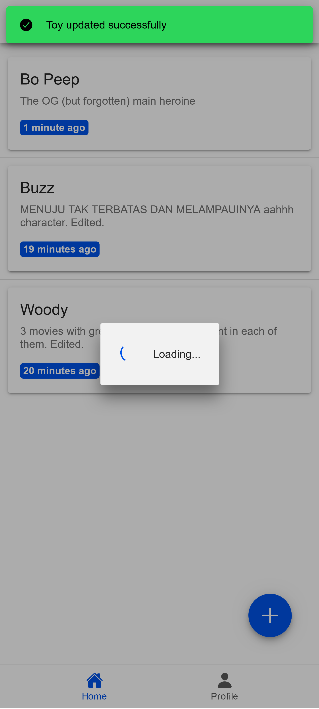 Toy updated successfully
Bo Peep
The OG (but forgotten) main heroine
1 minute ago
Buzz
MENUJU TAK TERBATAS DAN MELAMPAUINYA aahhh
character. Edited.
19 minutes ago
Woody
3 movies with gr nt in each of
them. Edited.
Loading...
20 minutes ago
Home
Profile